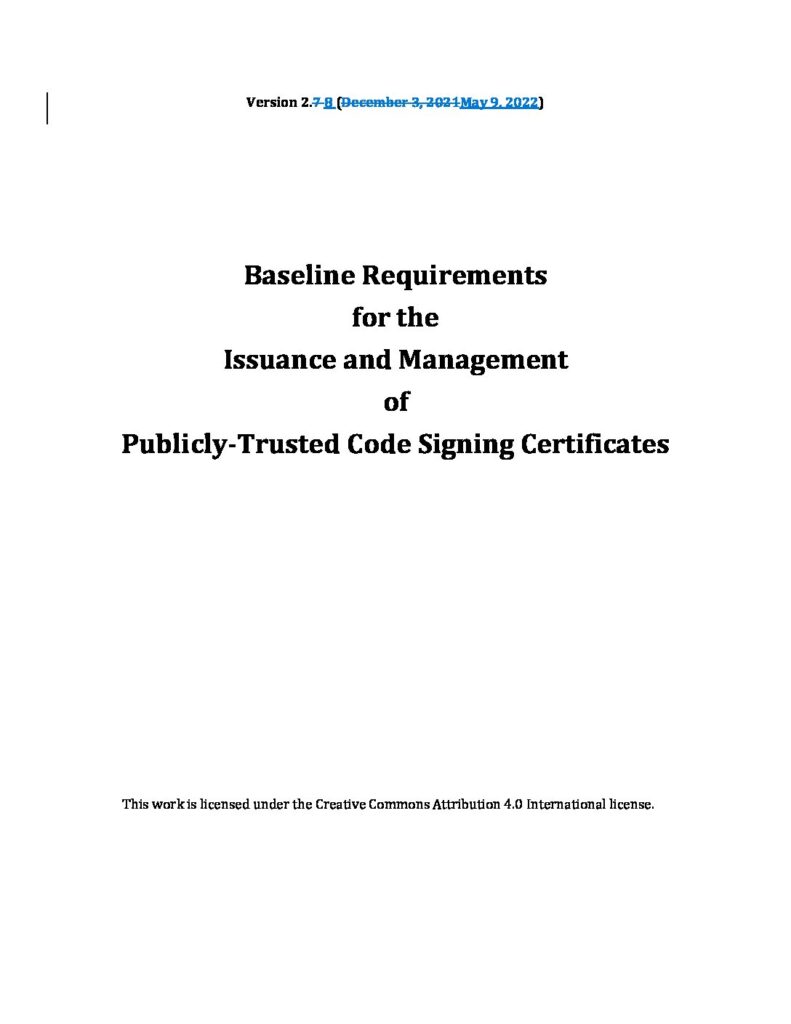 Version 2.7 8 (December 3, 2021May 9, 2022)
Baseline Requirements
for the
Issuance and Management
of
Publicly-Trusted Code Signing Certificates
This work is licensed under the Creative Commons Attribution 4.0 International license.